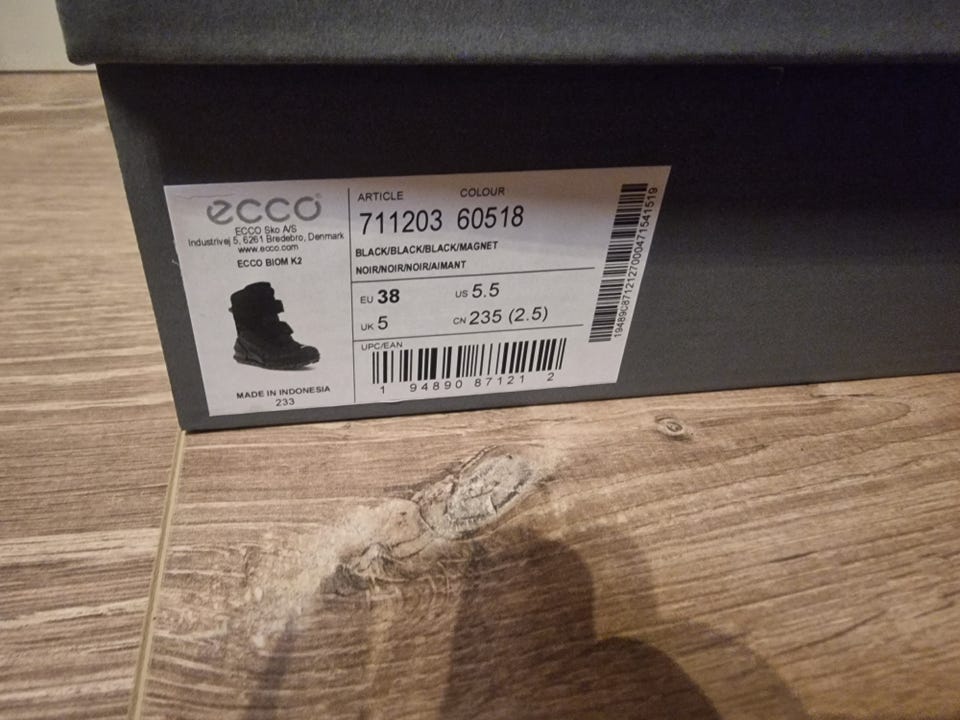 ecco
ECCO Sko A/S
Industrivej 5, 6261 Bredebro, Denmark
www.ecco.com
ECCO BIOM K2
MADE IN INDONESIA
233
ARTICLE COLOUR
711203 60518
BLACK/BLACK/BLACK/MAGNET
NOIR/NOIR/NOIR/AIMANT
EU 38 US 5.5
UK 5 CN 235 (2.5)
UPC/EAN
1 94890 87121 2